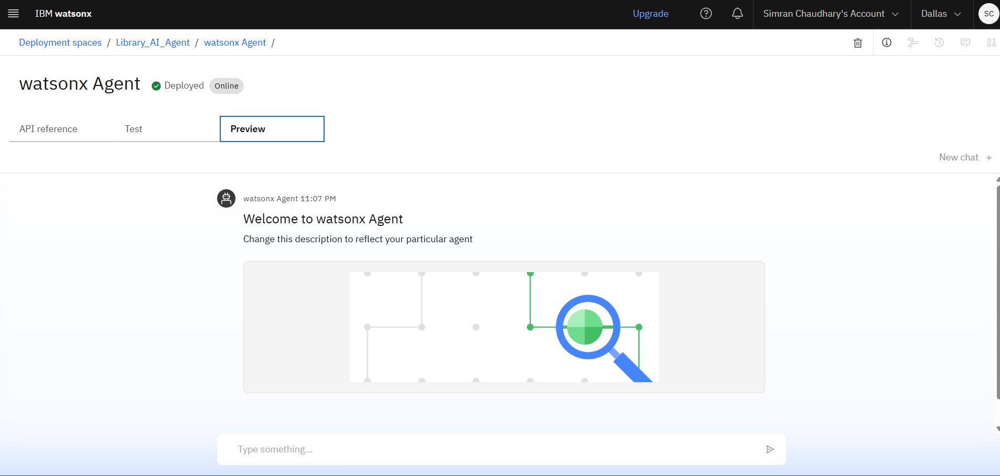 IBM watsonx
Upgrade
Simran Chaudhary's Account
Dallas
SC
Deployment spaces / Library_AI_Agent / watsonx Agent /
watsonx Agent
Deployed
Online
API reference
Test
Preview
New chat +
watsonx Agent 11:07 PM
Welcome to watsonx Agent
Change this description to reflect your particular agent
Type something...